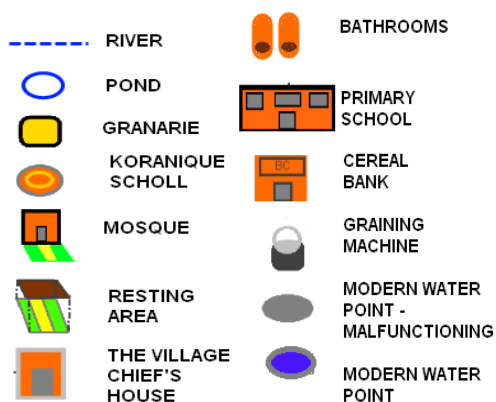 RIVER
POND
GRANARIE
KORANIQUE
SCHOLL
MOSQUE
RESTING
AREA
THE VILLAGE
CHIEF'S
HOUSE
BATHROOMS
PRIMARY
SCHOOL
BC
CEREAL
BANK
GRAINING
MACHINE
MODERN WATER
POINT -
MALFUNCTIONING
MODERN WATER
POINT